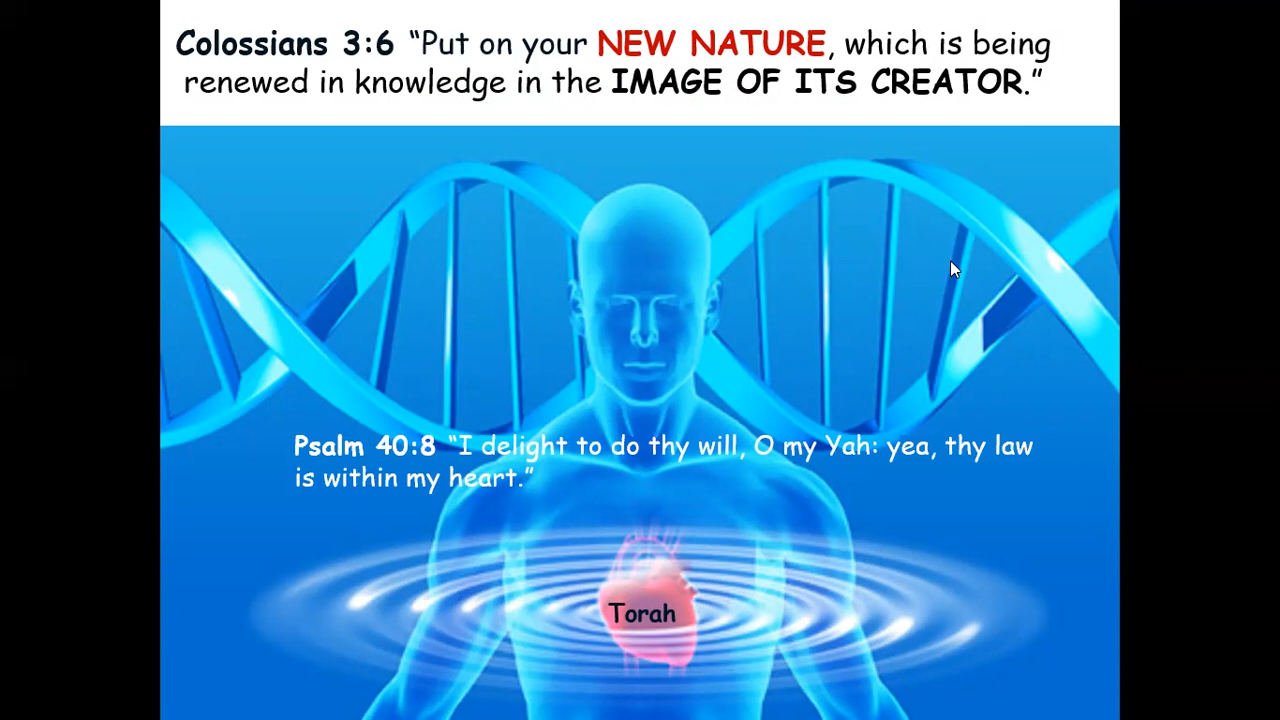 Colossians 3:6 “Put on your NEW NATURE, which is being
renewed in knowledge in the IMAGE OF ITS CREATOR.”
Psalm 40:8 “I delight to do thy will, O my Yah: yea, thy law
is within my heart.”
Torah